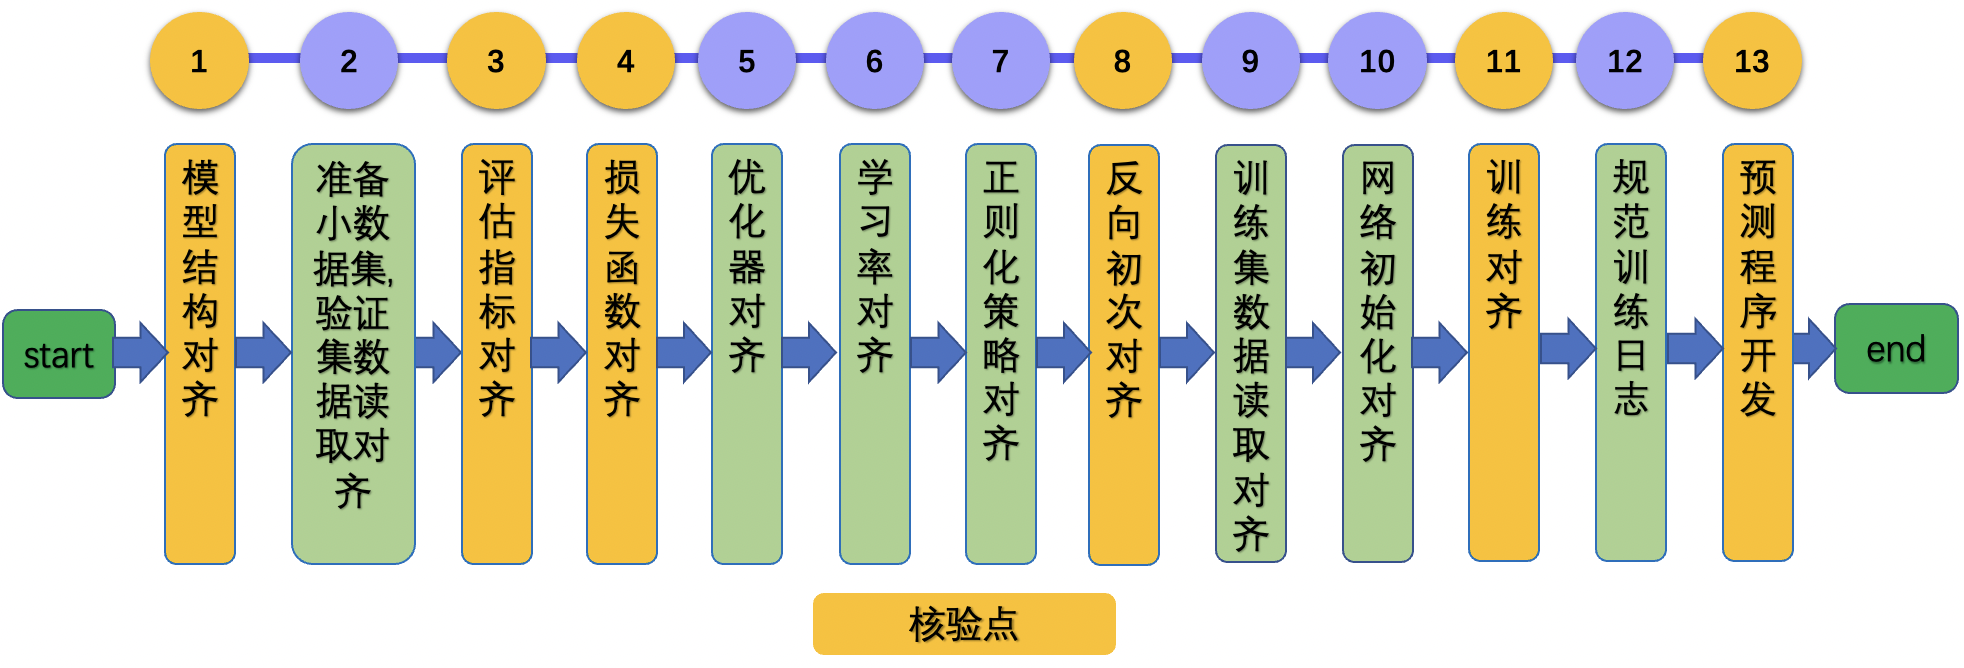 1
2
3
4
5
6
7
8
9
10
11
12
13
start
模型结构对齐
准备
小数
据集,
验证
集数
据读
取对
齐
评估指标对齐
损失函数对齐
优化器对齐
学习率对齐
正则化策略对齐
反向初次对齐
训练集数据读取对齐
网络初始化对齐
训练对齐
规范训练日志
预测程序开发
end
核验点